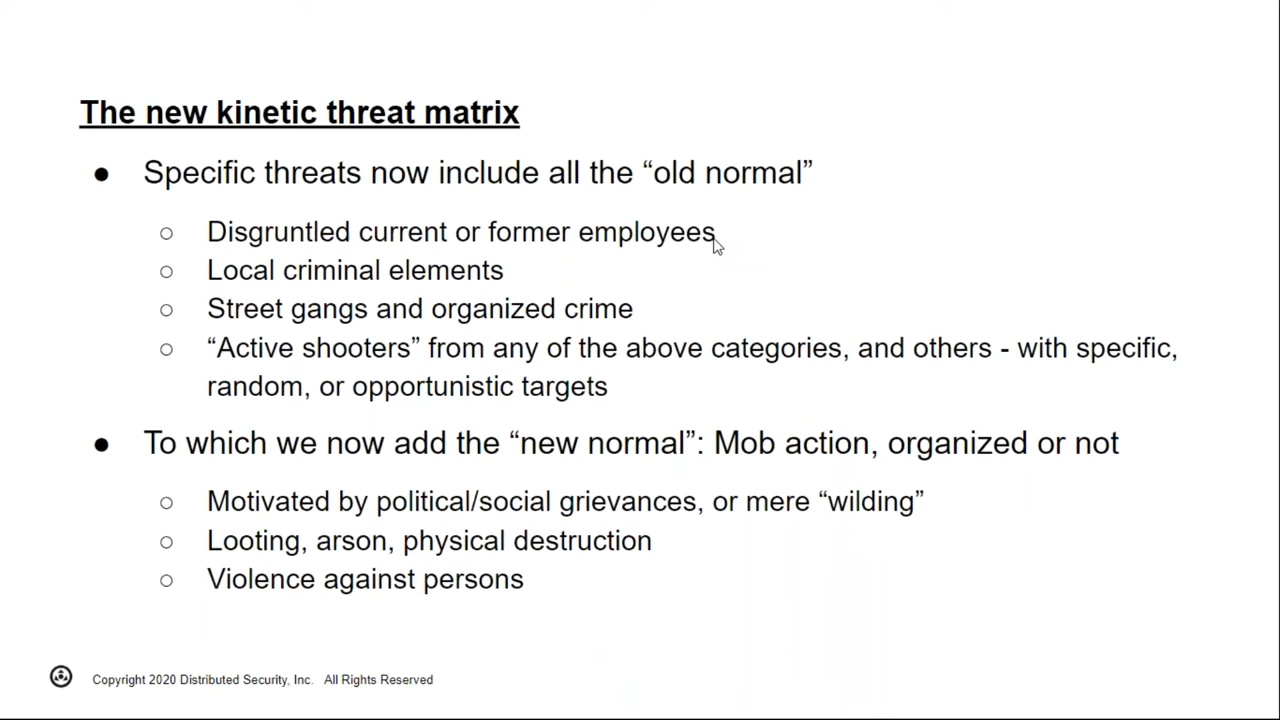 The new kinetic threat matrix
● Specific threats now include all the “old normal”
○ Disgruntled current or former employees
○ Local criminal elements
○ Street gangs and organized crime
○ “Active shooters” from any of the above categories, and others - with specific,
random, or opportunistic targets
● To which we now add the “new normal”: Mob action, organized or not
○ Motivated by political/social grievances, or mere “wilding”
○ Looting, arson, physical destruction
○ Violence against persons
Copyright 2020 Distributed Security, Inc. All Rights Reserved